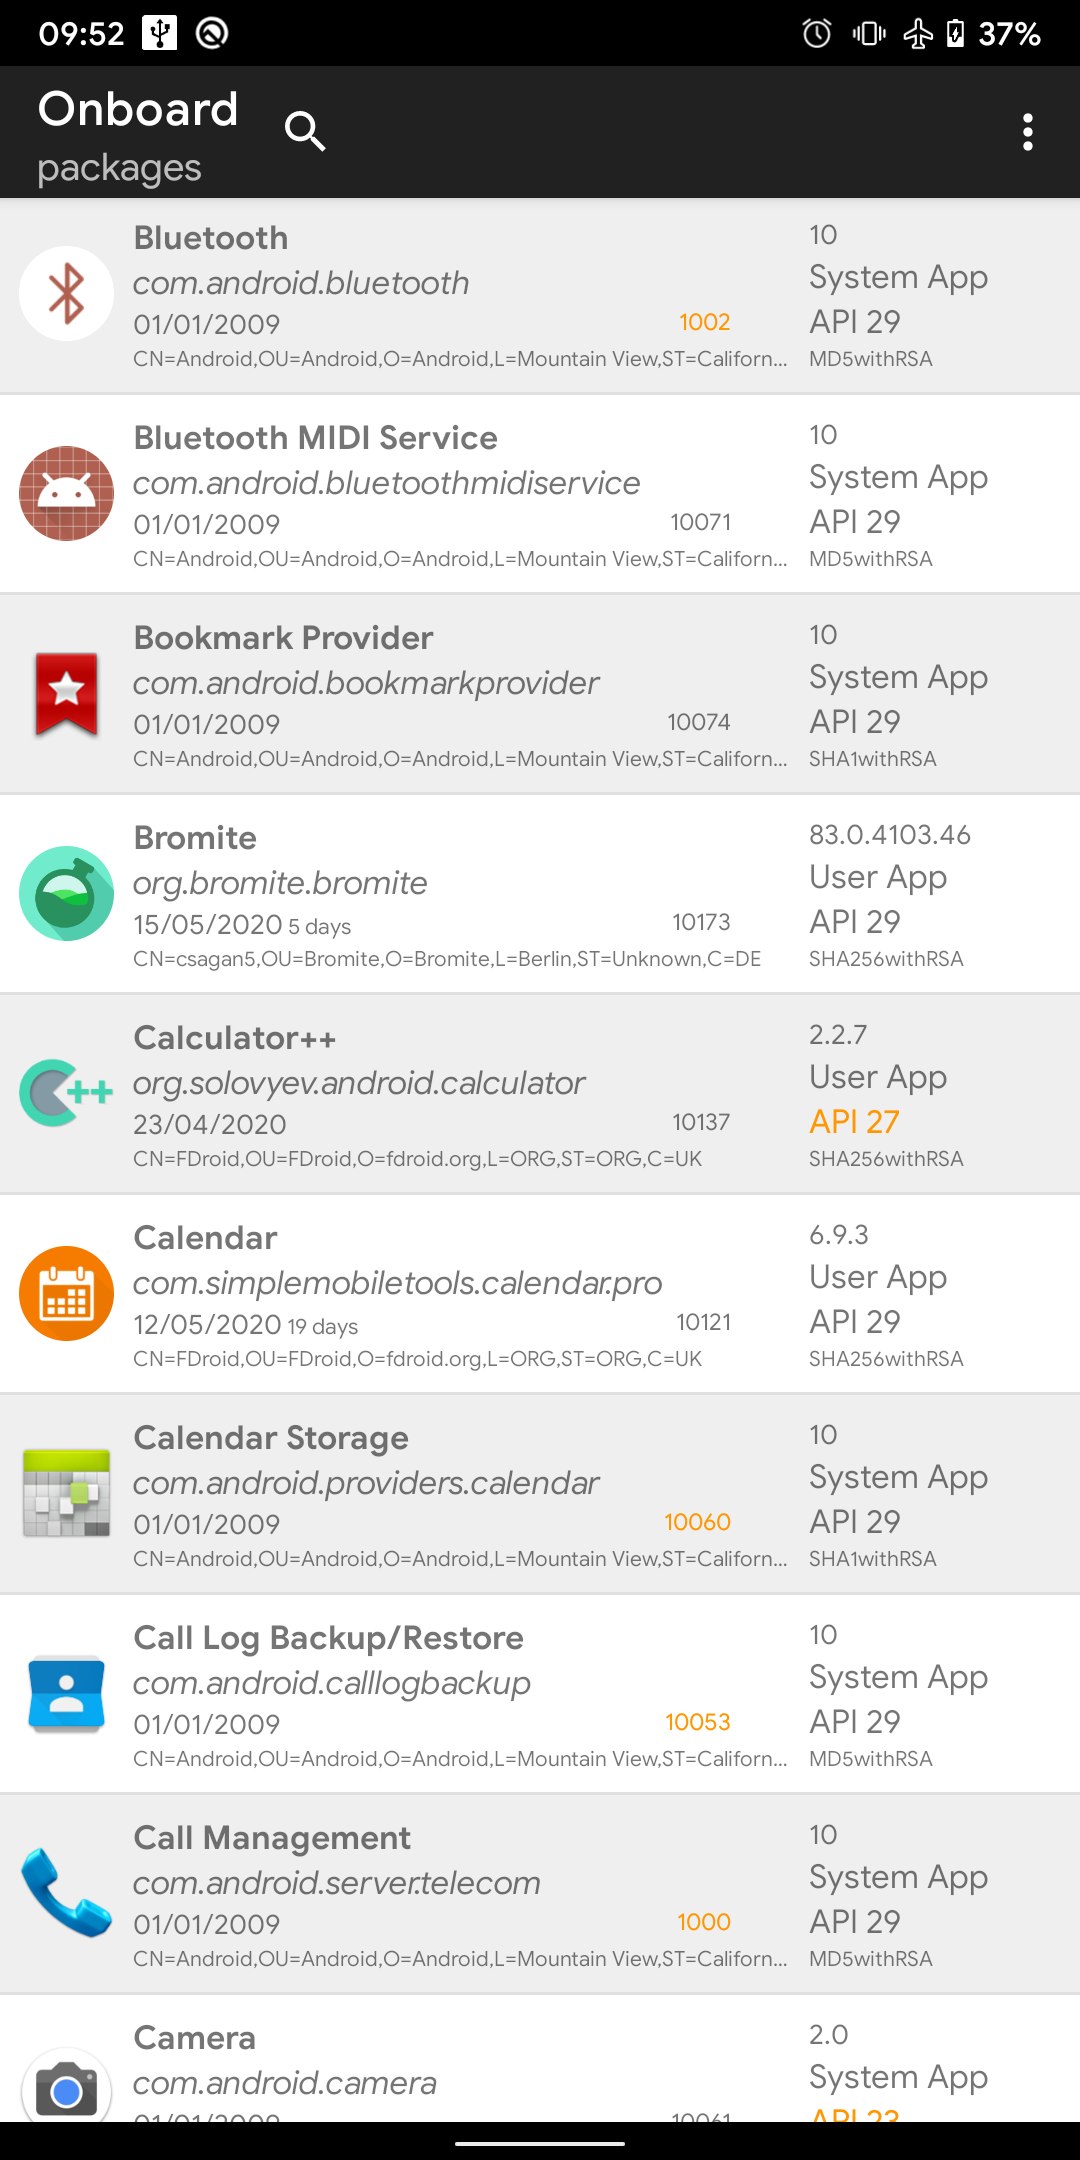 09:52 37%
Onboard
packages
Bluetooth 10
com.android.bluetooth System App
01/01/2009 1002 API 29
CN=Android,OU=Android,O=Android,L=Mountain View,ST=Californ... MD5withRSA
Bluetooth MIDI Service 10
com.android.bluetoothmidiservice System App
01/01/2009 10071 API 29
CN=Android,OU=Android,O=Android,L=Mountain View,ST=Californ... MD5withRSA
Bookmark Provider 10
com.android.bookmarkprovider System App
01/01/2009 10074 API 29
CN=Android,OU=Android,O=Android,L=Mountain View,ST=Californ... SHA1withRSA
Bromite 83.0.4103.46
org.bromite.bromite User App
15/05/2020 5 days 10173 API 29
CN=csagan5,OU=Bromite,O=Bromite,L=Berlin,ST=Unknown,C=DE SHA256withRSA
Calculator++ 2.2.7
org.solovyev.android.calculator User App
23/04/2020 10137 API 27
CN=FDroid,OU=FDroid,O=fdroid.org,L=ORG,ST=ORG,C=UK SHA256withRSA
Calendar 6.9.3
com.simplemobiletools.calendar.pro User App
12/05/2020 19 days 10121 API 29
CN=FDroid,OU=FDroid,O=fdroid.org,L=ORG,ST=ORG,C=UK SHA256withRSA
Calendar Storage 10
com.android.providers.calendar System App
01/01/2009 10060 API 29
CN=Android,OU=Android,O=Android,L=Mountain View,ST=Californ... SHA1withRSA
Call Log Backup/Restore 10
com.android.calllogbackup System App
01/01/2009 10053 API 29
CN=Android,OU=Android,O=Android,L=Mountain View,ST=Californ... MD5withRSA
Call Management 10
com.android.server.telecom System App
01/01/2009 1000 API 29
CN=Android,OU=Android,O=Android,L=Mountain View,ST=Californ... MD5withRSA
Camera 2.0
com.android.camera System App
01/01/2009 10061 API 23